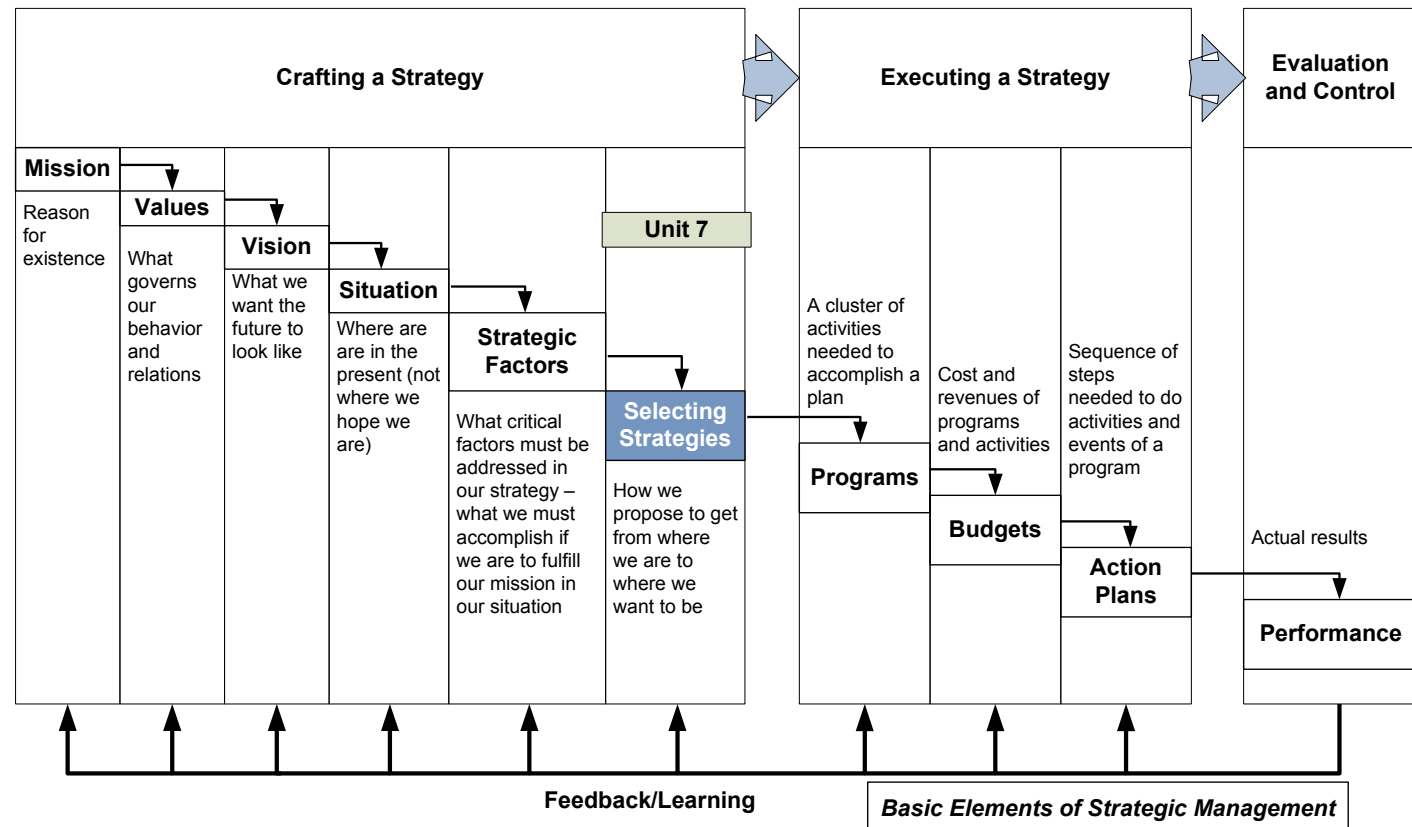 Crafting a Strategy
Executing a Strategy
Evaluation
and Control
Mission
Reason
for
existence
Values
What
governs
our
behavior
and
relations
Vision
What we
want the
future to
look like
Situation
Where are
are in the
present (not
where we
hope we
are)
Strategic
Factors
What critical
factors must be
addressed in
our strategy –
what we must
accomplish if
we are to fulfill
our mission in
our situation
Unit 7
Selecting
Strategies
How we
propose to get
from where
we are to
where we
want to be
A cluster of
activities
needed to
accomplish a
plan
Programs
Cost and
revenues of
programs
and activities
Budgets
Sequence of
steps
needed to do
activities and
events of a
program
Action
Plans
Actual results
Performance
Feedback/Learning
Basic Elements of Strategic Management